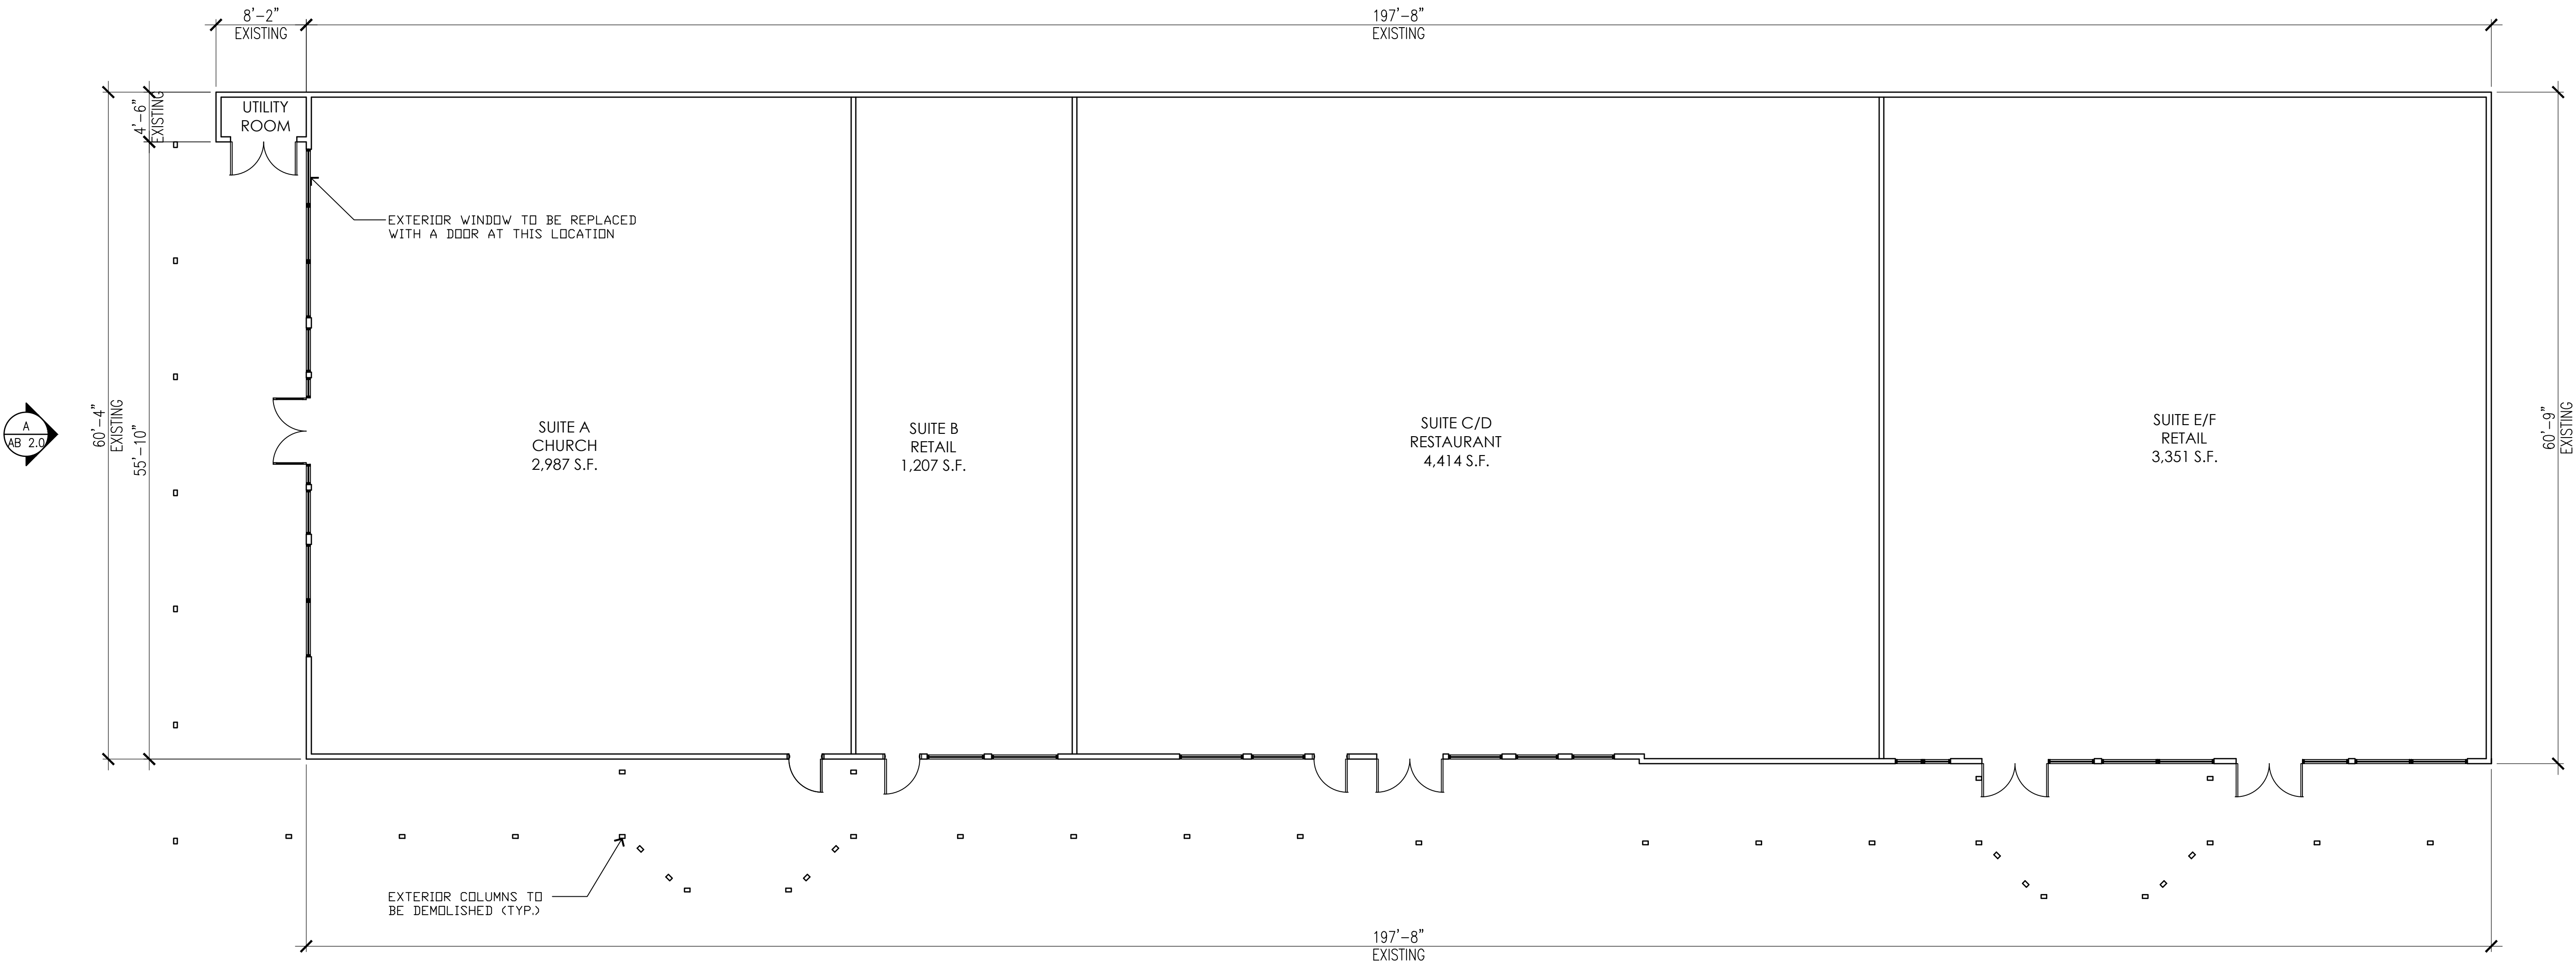 8'-2"
EXISTING
197'-8"
EXISTING
4'-6"
EXISTING
UTILITY
ROOM
EXTERIOR WINDOW TO BE REPLACED
WITH A DOOR AT THIS LOCATION
A
AB 2.0
60'-4"
EXISTING
55'-10"
SUITE A
CHURCH
2,987 S.F.
SUITE B
RETAIL
1,207 S.F.
SUITE C/D
RESTAURANT
4,414 S.F.
SUITE E/F
RETAIL
3,351 S.F.
60'-9"
EXISTING
EXTERIOR COLUMNS TO
BE DEMOLISHED (TYP.)
197'-8"
EXISTING